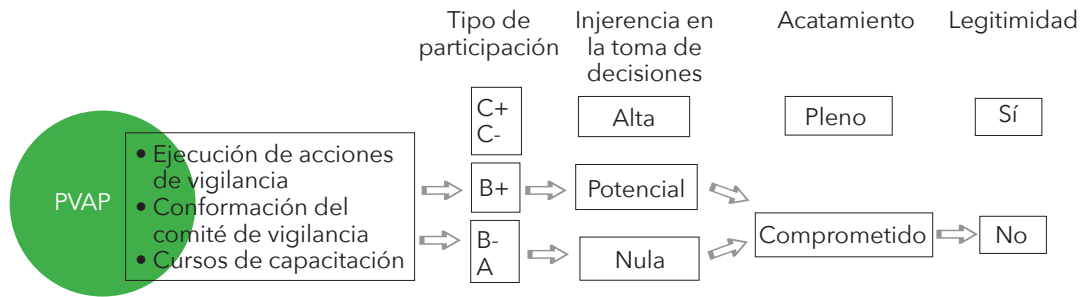 Tipo de
participación
Injerencia en
la toma de
decisiones
Acatamiento
Legitimidad
C+
C-
Alta
Pleno
Sí
PVAP
• Ejecución de acciones
de vigilancia
• Conformación del
comité de vigilancia
• Cursos de capacitación
B+
Potencial
B-
A
Nula
Comprometido
No